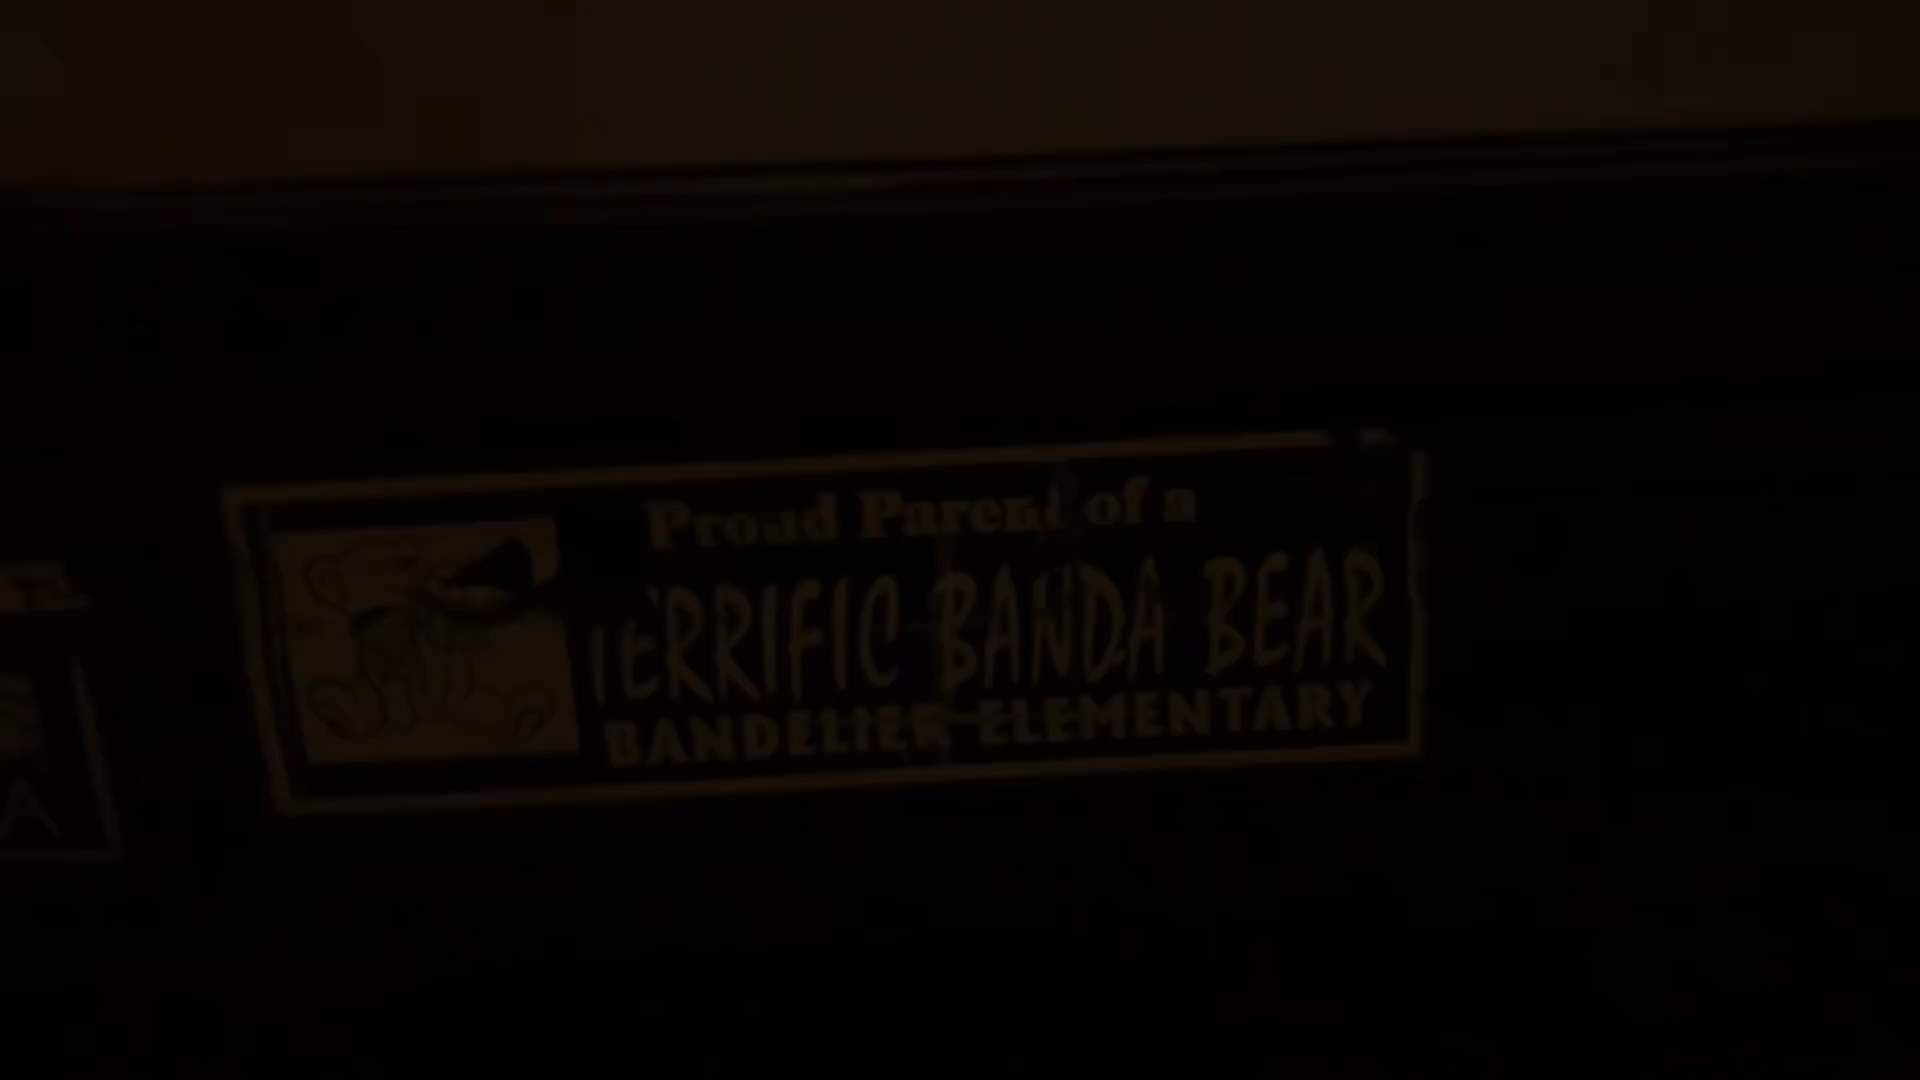 Proud Parent of a
TERRIFIC BANDA BEAR
BANDELIER ELEMENTARY
A